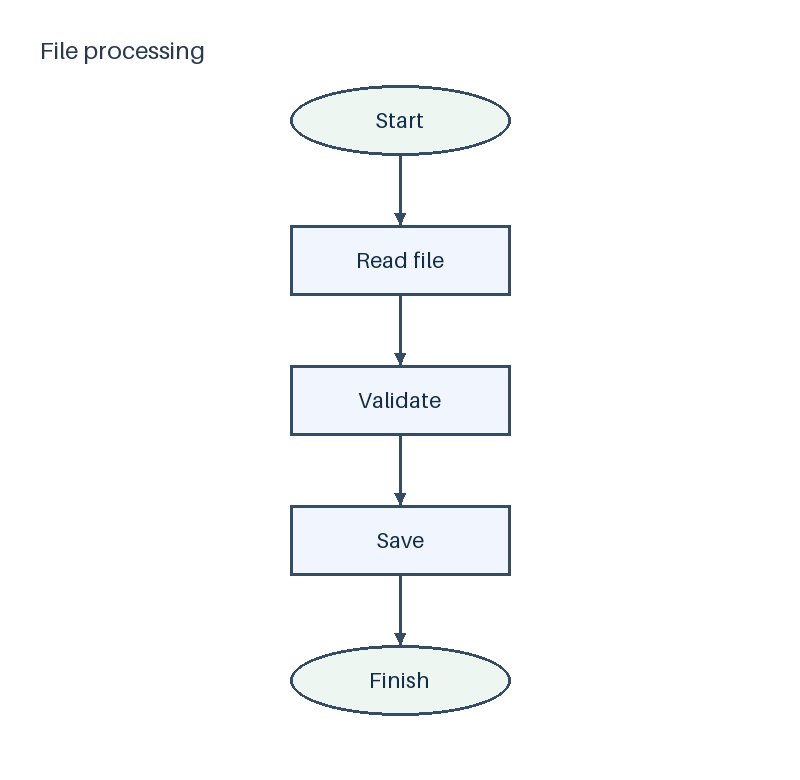 File processing
Start
Read file
Validate
Save
Finish